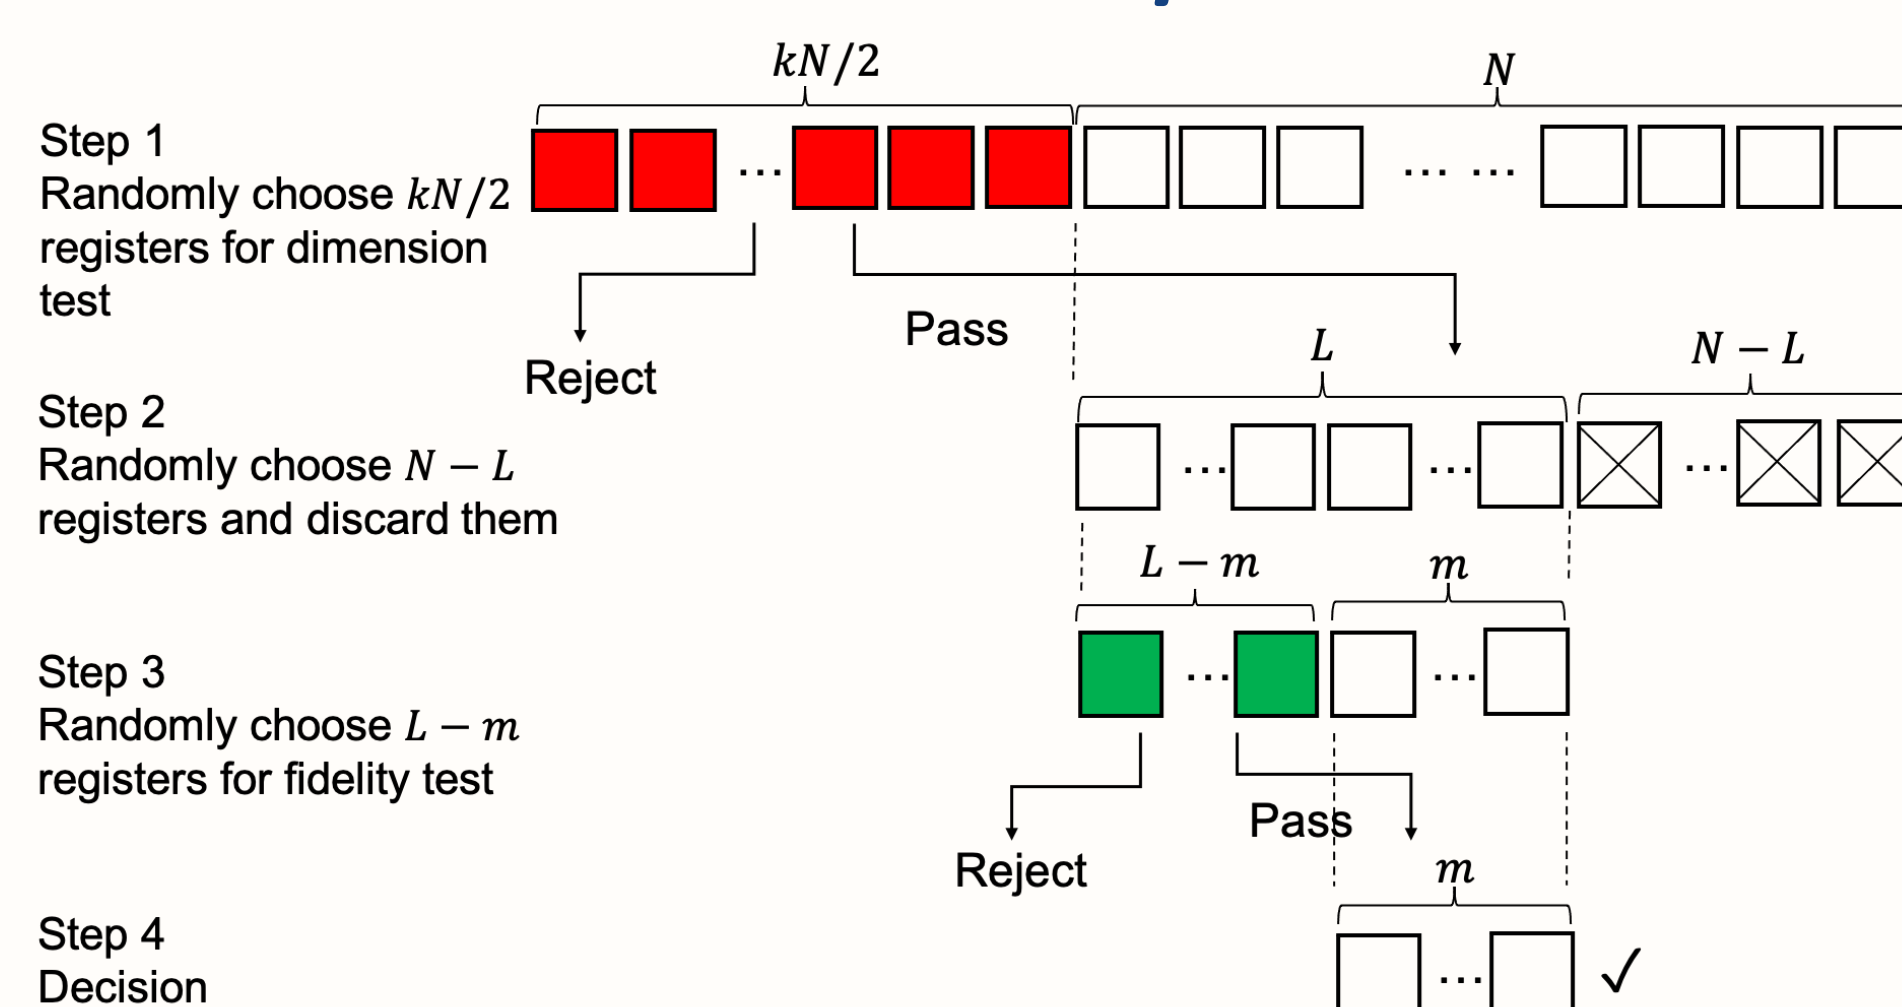 kN/2
N
Step 1
Randomly choose kN/2
registers for dimension
test
... ... ...
Pass
Reject
L
N − L
Step 2
Randomly choose N − L
registers and discard them
... ... ...
L − m
m
Step 3
Randomly choose L − m
registers for fidelity test
... ...
Pass
Reject
m
Step 4
Decision
... ✓